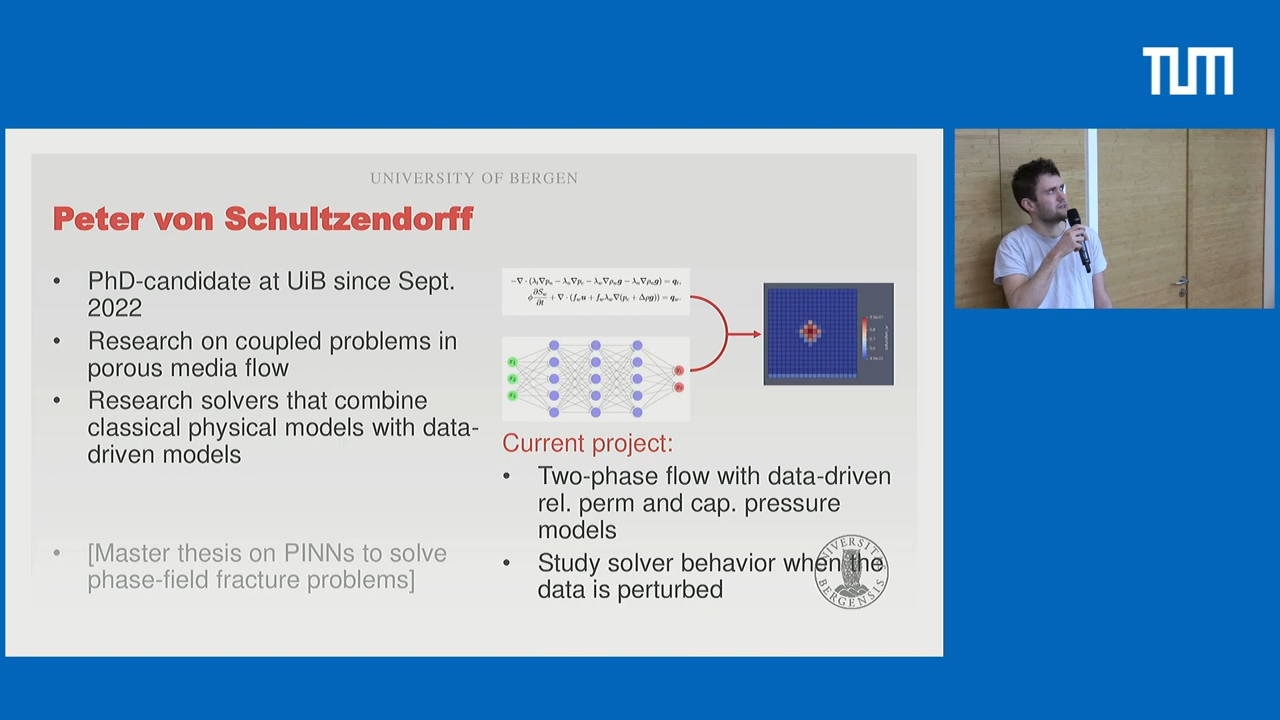 TUM
UNIVERSITY OF BERGEN
Peter von Schultzendorff
• PhD-candidate at UiB since Sept.
2022
• Research on coupled problems in
porous media flow
• Research solvers that combine
classical physical models with data-
driven models
• [Master thesis on PINNs to solve
phase-field fracture problems]
Current project:
• Two-phase flow with data-driven
rel. perm and cap. pressure
models
• Study solver behavior when the
data is perturbed
UNIVERSITAS
BERGENSIS